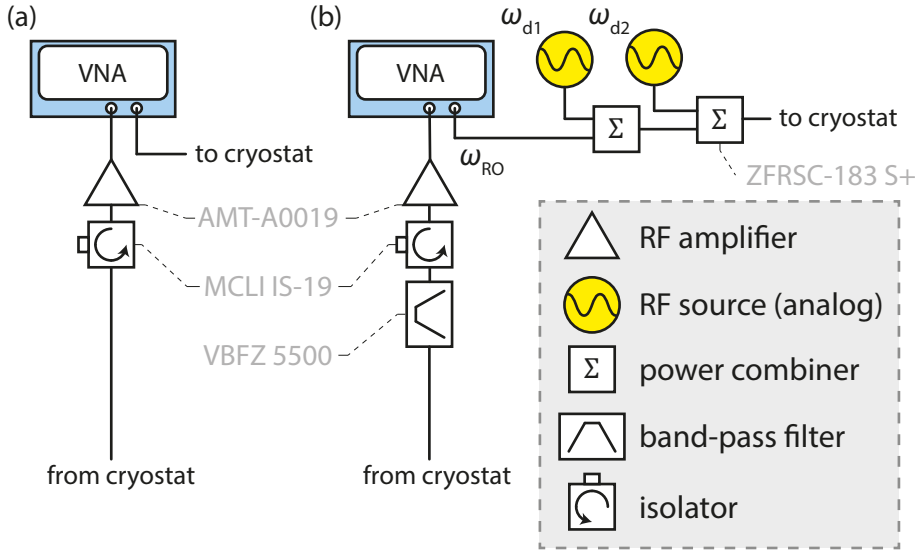 (a)
VNA
to cryostat
AMT-A0019
MCLI IS-19
VBFZ 5500
from cryostat
(b)
VNA
ω_d1
ω_d2
Σ
Σ
to cryostat
ω_RO
ZFRSC-183 S+
from cryostat
RF amplifier
RF source (analog)
Σ
power combiner
band-pass filter
isolator